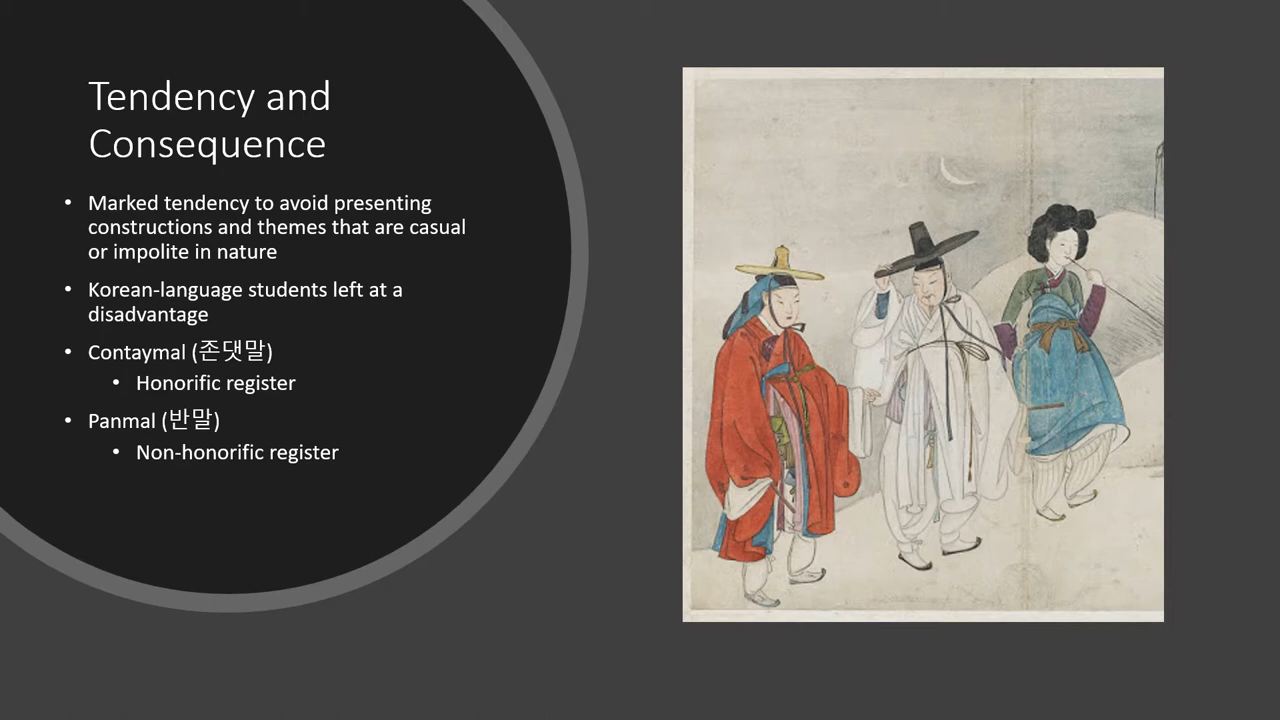 Tendency and
Consequence
• Marked tendency to avoid presenting
constructions and themes that are casual
or impolite in nature
• Korean-language students left at a
disadvantage
• Contaymal (존댓말)
• Honorific register
• Panmal (반말)
• Non-honorific register